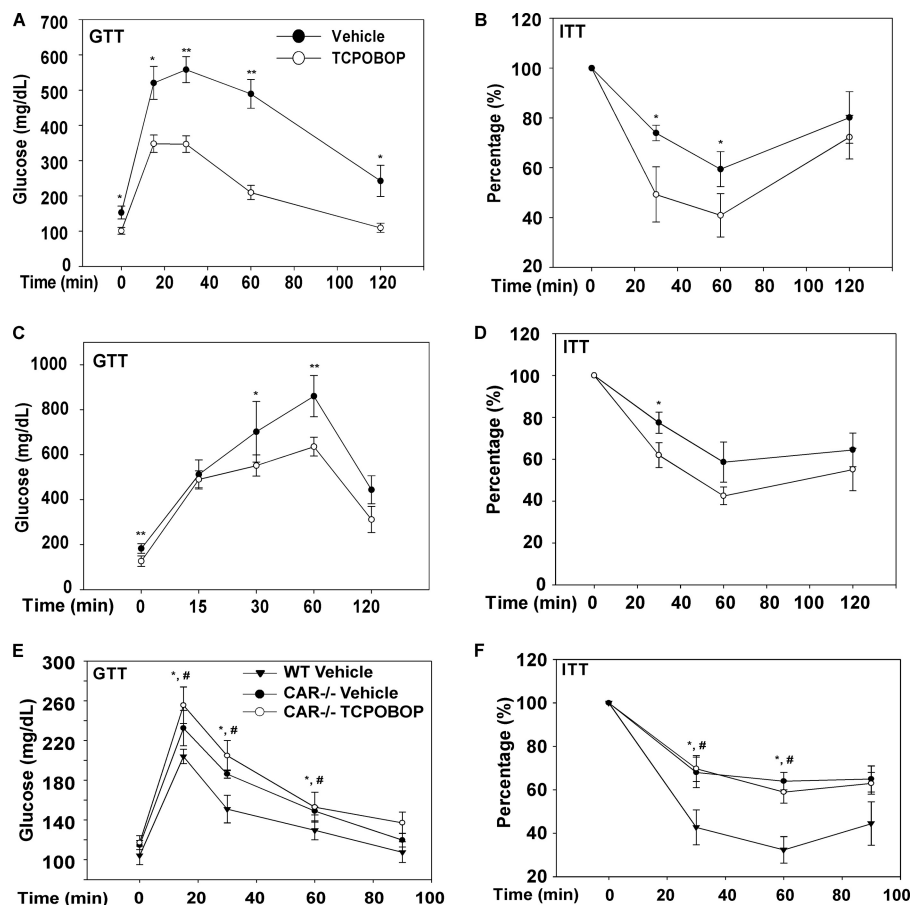 A
GTT
Vehicle
TCPOBOP
Glucose (mg/dL)
700
600
500
400
300
200
100
0
* * ** ** *
Time (min) 0 20 40 60 80 100 120
B
ITT
Percentage (%)
120
100
80
60
40
20
* *
Time (min) 0 20 40 60 80 100 120
C
GTT
Glucose (mg/dL)
1000
800
600
400
200
0
** * **
Time (min) 0 15 30 60 120
D
ITT
Percentage (%)
120
100
80
60
40
20
0
*
Time (min) 0 20 40 60 80 100 120
E
GTT
WT Vehicle
CAR-/- Vehicle
CAR-/- TCPOBOP
Glucose (mg/dL)
300
260
220
180
140
100
*, # *, # *, #
Time (min) 0 20 40 60 80 100
F
ITT
Percentage (%)
120
100
80
60
40
20
*, # *, #
Time (min) 0 20 40 60 80 100